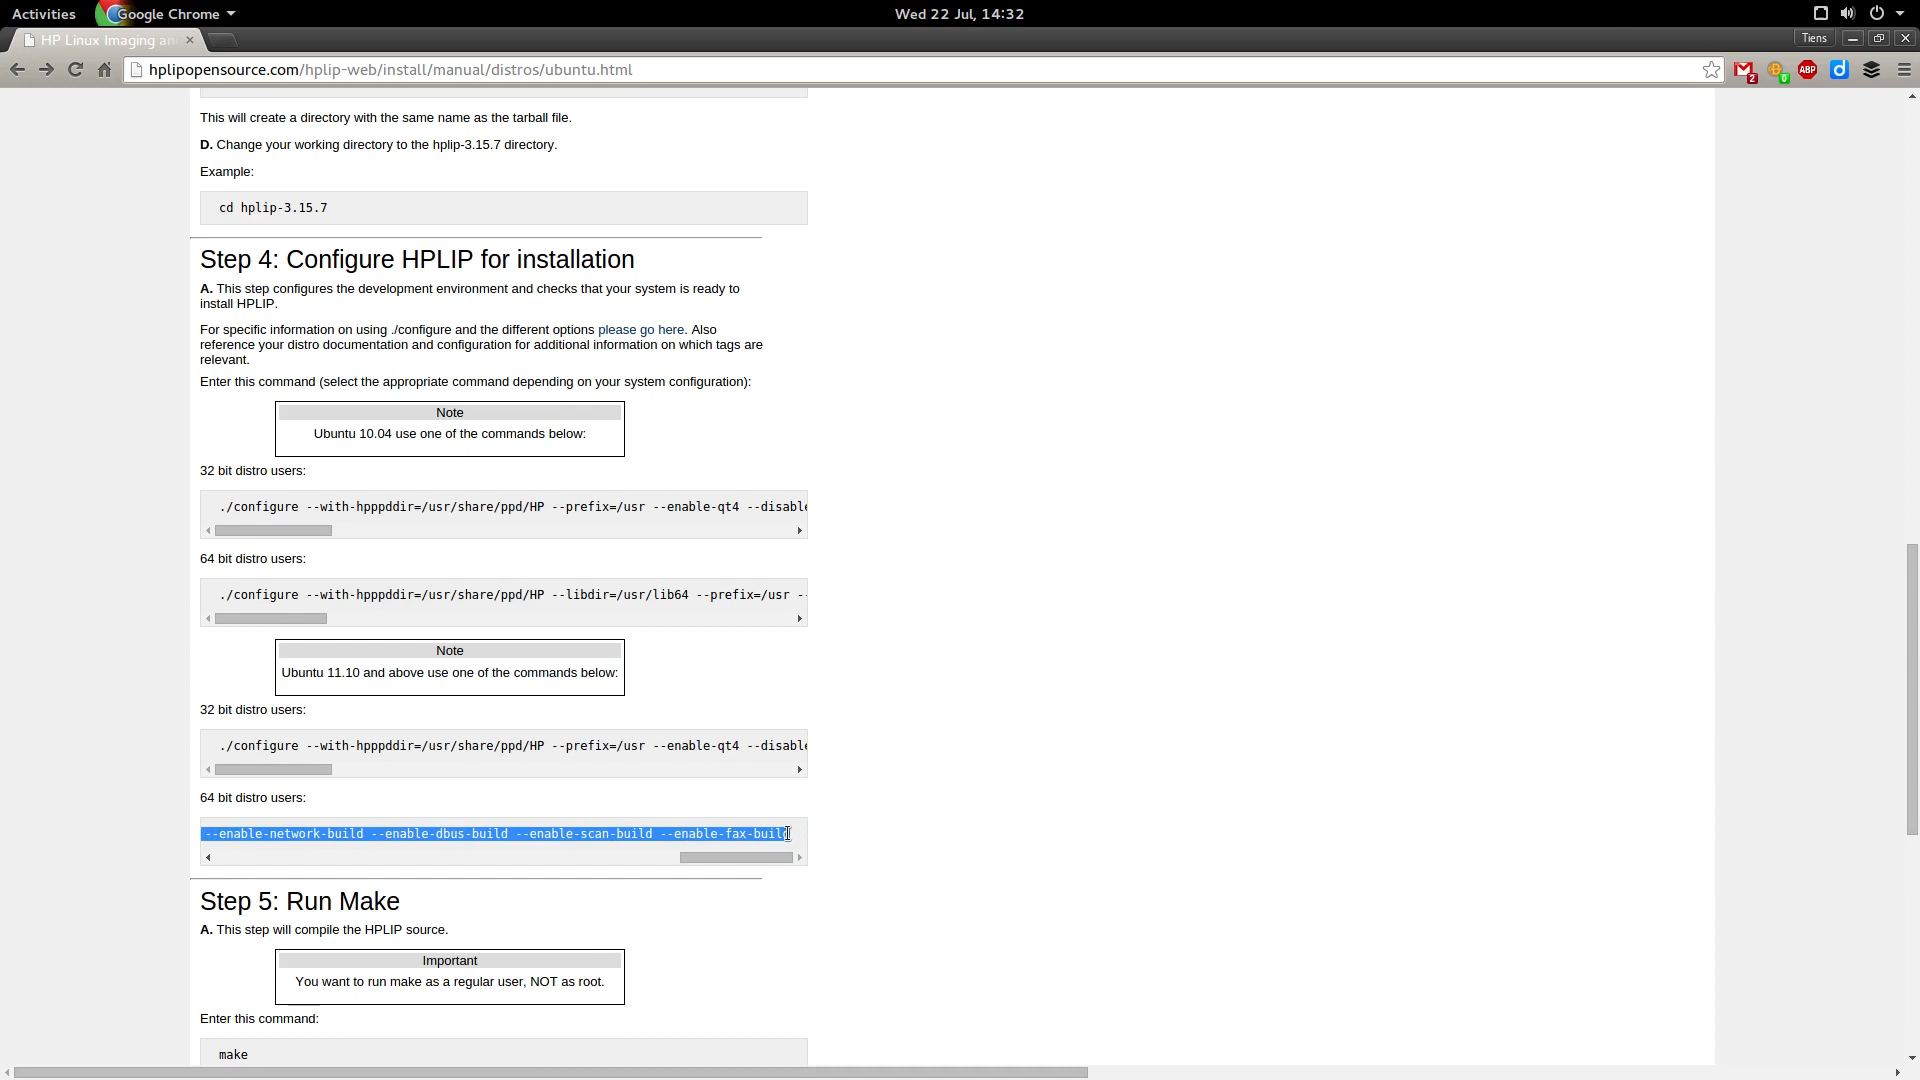 Activities Google Chrome Wed 22 Jul, 14:32
HP Linux Imaging an Tiens
hplipopensource.com/hplip-web/install/manual/distros/ubuntu.html 2 0 ABP d
This will create a directory with the same name as the tarball file.
D. Change your working directory to the hplip-3.15.7 directory.
Example:
cd hplip-3.15.7
Step 4: Configure HPLIP for installation
A. This step configures the development environment and checks that your system is ready to
install HPLIP.
For specific information on using ./configure and the different options please go here. Also
reference your distro documentation and configuration for additional information on which tags are
relevant.
Enter this command (select the appropriate command depending on your system configuration):
Note
Ubuntu 10.04 use one of the commands below:
32 bit distro users:
./configure --with-hpppddir=/usr/share/ppd/HP --prefix=/usr --enable-qt4 --disable
64 bit distro users:
./configure --with-hpppddir=/usr/share/ppd/HP --libdir=/usr/lib64 --prefix=/usr --
Note
Ubuntu 11.10 and above use one of the commands below:
32 bit distro users:
./configure --with-hpppddir=/usr/share/ppd/HP --prefix=/usr --enable-qt4 --disable
64 bit distro users:
--enable-network-build --enable-dbus-build --enable-scan-build --enable-fax-build
Step 5: Run Make
A. This step will compile the HPLIP source.
Important
You want to run make as a regular user, NOT as root.
Enter this command:
make